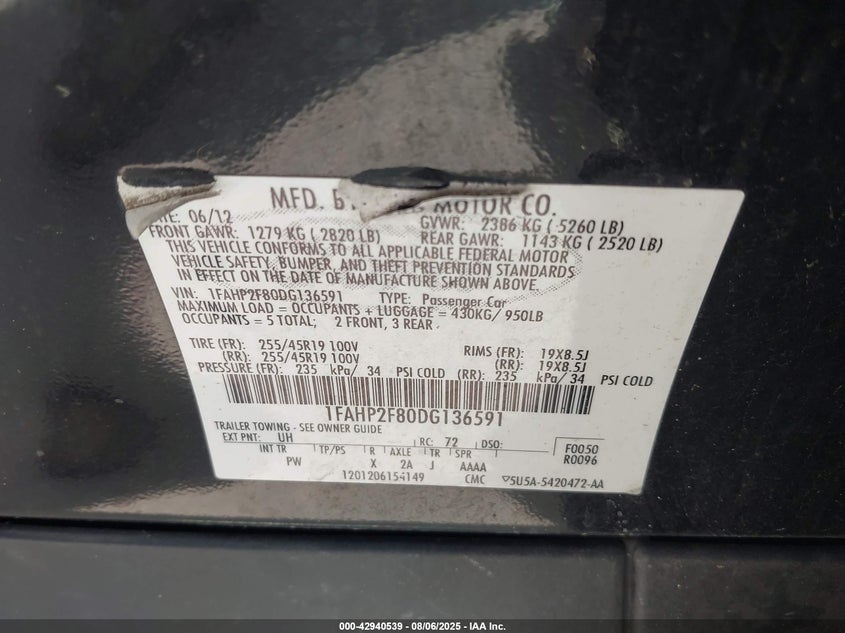 MFD. BY MOTOR CO.
DATE: 06/12 GVWR: 2386 KG ( 5260 LB)
FRONT GAWR: 1279 KG ( 2820 LB) REAR GAWR: 1143 KG ( 2520 LB)
THIS VEHICLE CONFORMS TO ALL APPLICABLE FEDERAL MOTOR
VEHICLE SAFETY, BUMPER, AND THEFT PREVENTION STANDARDS
IN EFFECT ON THE DATE OF MANUFACTURE SHOWN ABOVE.
VIN: 1FAHP2F80DG136591 TYPE: Passenger Car
MAXIMUM LOAD = OCCUPANTS + LUGGAGE = 430KG/ 950LB
OCCUPANTS = 5 TOTAL; 2 FRONT, 3 REAR
TIRE (FR): 255/45R19 100V RIMS (FR): 19X8.5J
(RR): 255/45R19 100V (RR): 19X8.5J
PRESSURE (FR): 235 kPa/ 34 PSI COLD (RR): 235 kPa/ 34 PSI COLD
1FAHP2F80DG136591
TRAILER TOWING - SEE OWNER GUIDE
EXT PNT: UH RC: 72 DSO: F0050
INT TR TP/PS R AXLE TR SPR R0096
PW X 2A J AAAA
1201206154149 CMC 5U5A-5420472-AA
000-42940539 - 08/06/2025 - IAA Inc.